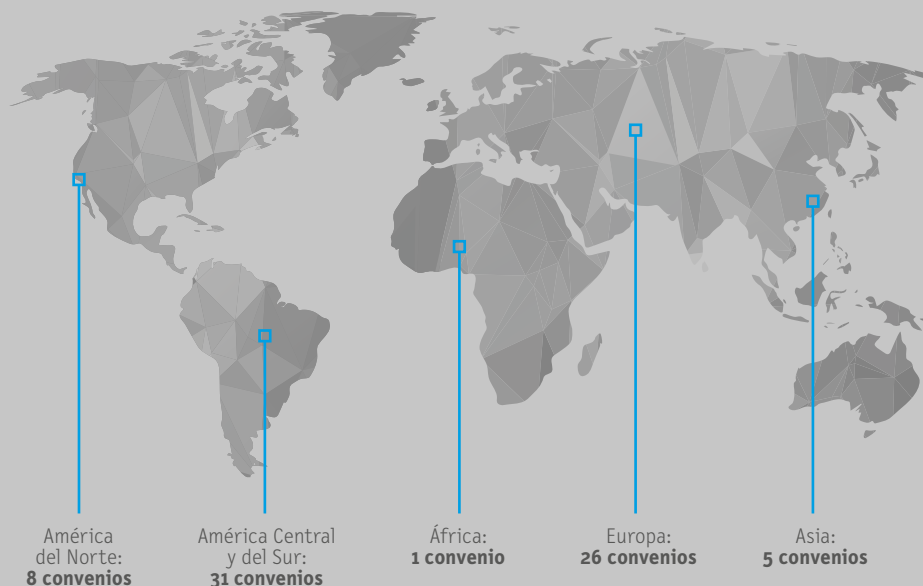 América
del Norte:
8 convenios
América Central
y del Sur:
31 convenios
África:
1 convenio
Europa:
26 convenios
Asia:
5 convenios